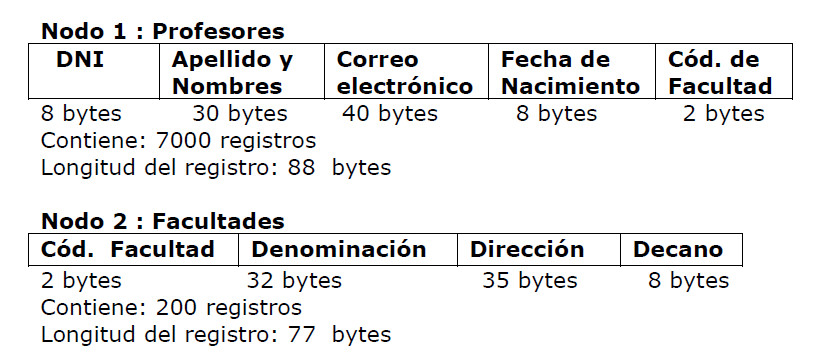 Nodo 1 : Profesores
DNI Apellido y Nombres Correo electrónico Fecha de Nacimiento Cód. de Facultad
8 bytes 30 bytes 40 bytes 8 bytes 2 bytes
Contiene: 7000 registros
Longitud del registro: 88 bytes
Nodo 2 : Facultades
Cód. Facultad Denominación Dirección Decano
2 bytes 32 bytes 35 bytes 8 bytes
Contiene: 200 registros
Longitud del registro: 77 bytes